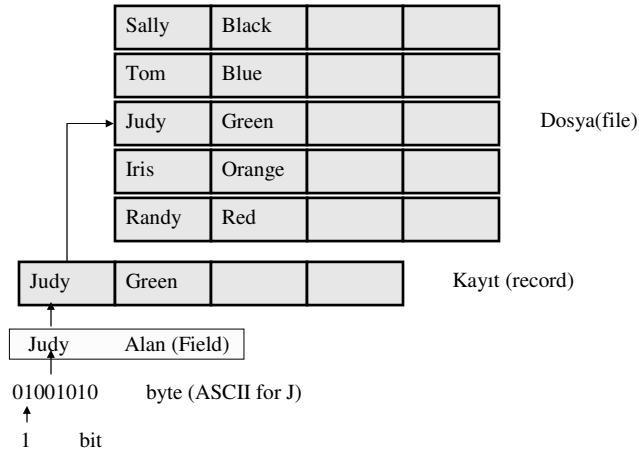 Sally Black
Tom Blue
Judy Green Dosya(file)
Iris Orange
Randy Red
Judy Green Kayıt (record)
Judy Alan (Field)
01001010 byte (ASCII for J)
1 bit